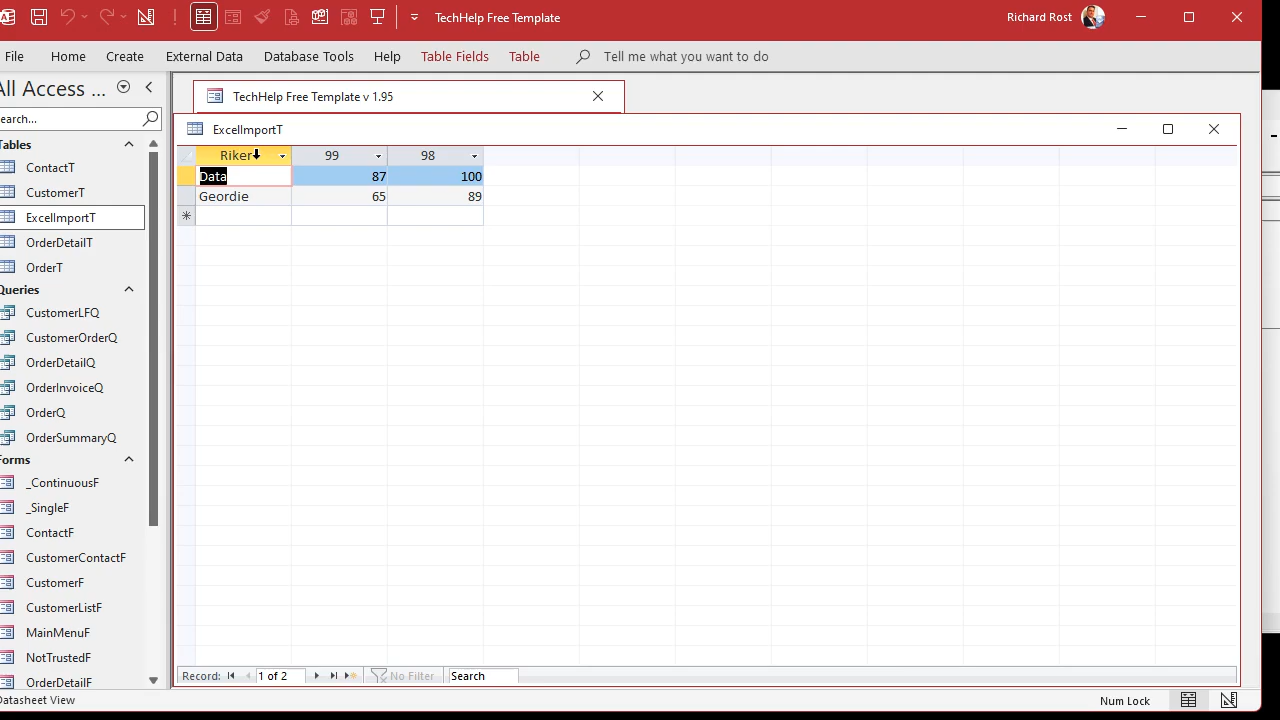 TechHelp Free Template
Richard Rost
File Home Create External Data Database Tools Help Table Fields Table Tell me what you want to do
All Access ...
TechHelp Free Template v 1.95
earch...
ExcelImportT
Tables
Riker 99 98
ContactT
Data 87 100
CustomerT
Geordie 65 89
ExcelImportT
OrderDetailT
OrderT
Queries
CustomerLFQ
CustomerOrderQ
OrderDetailQ
OrderInvoiceQ
OrderQ
OrderSummaryQ
Forms
_ContinuousF
_SingleF
ContactF
CustomerContactF
CustomerF
CustomerListF
MainMenuF
NotTrustedF
OrderDetailF
Record: 1 of 2 No Filter Search
Datasheet View
Num Lock